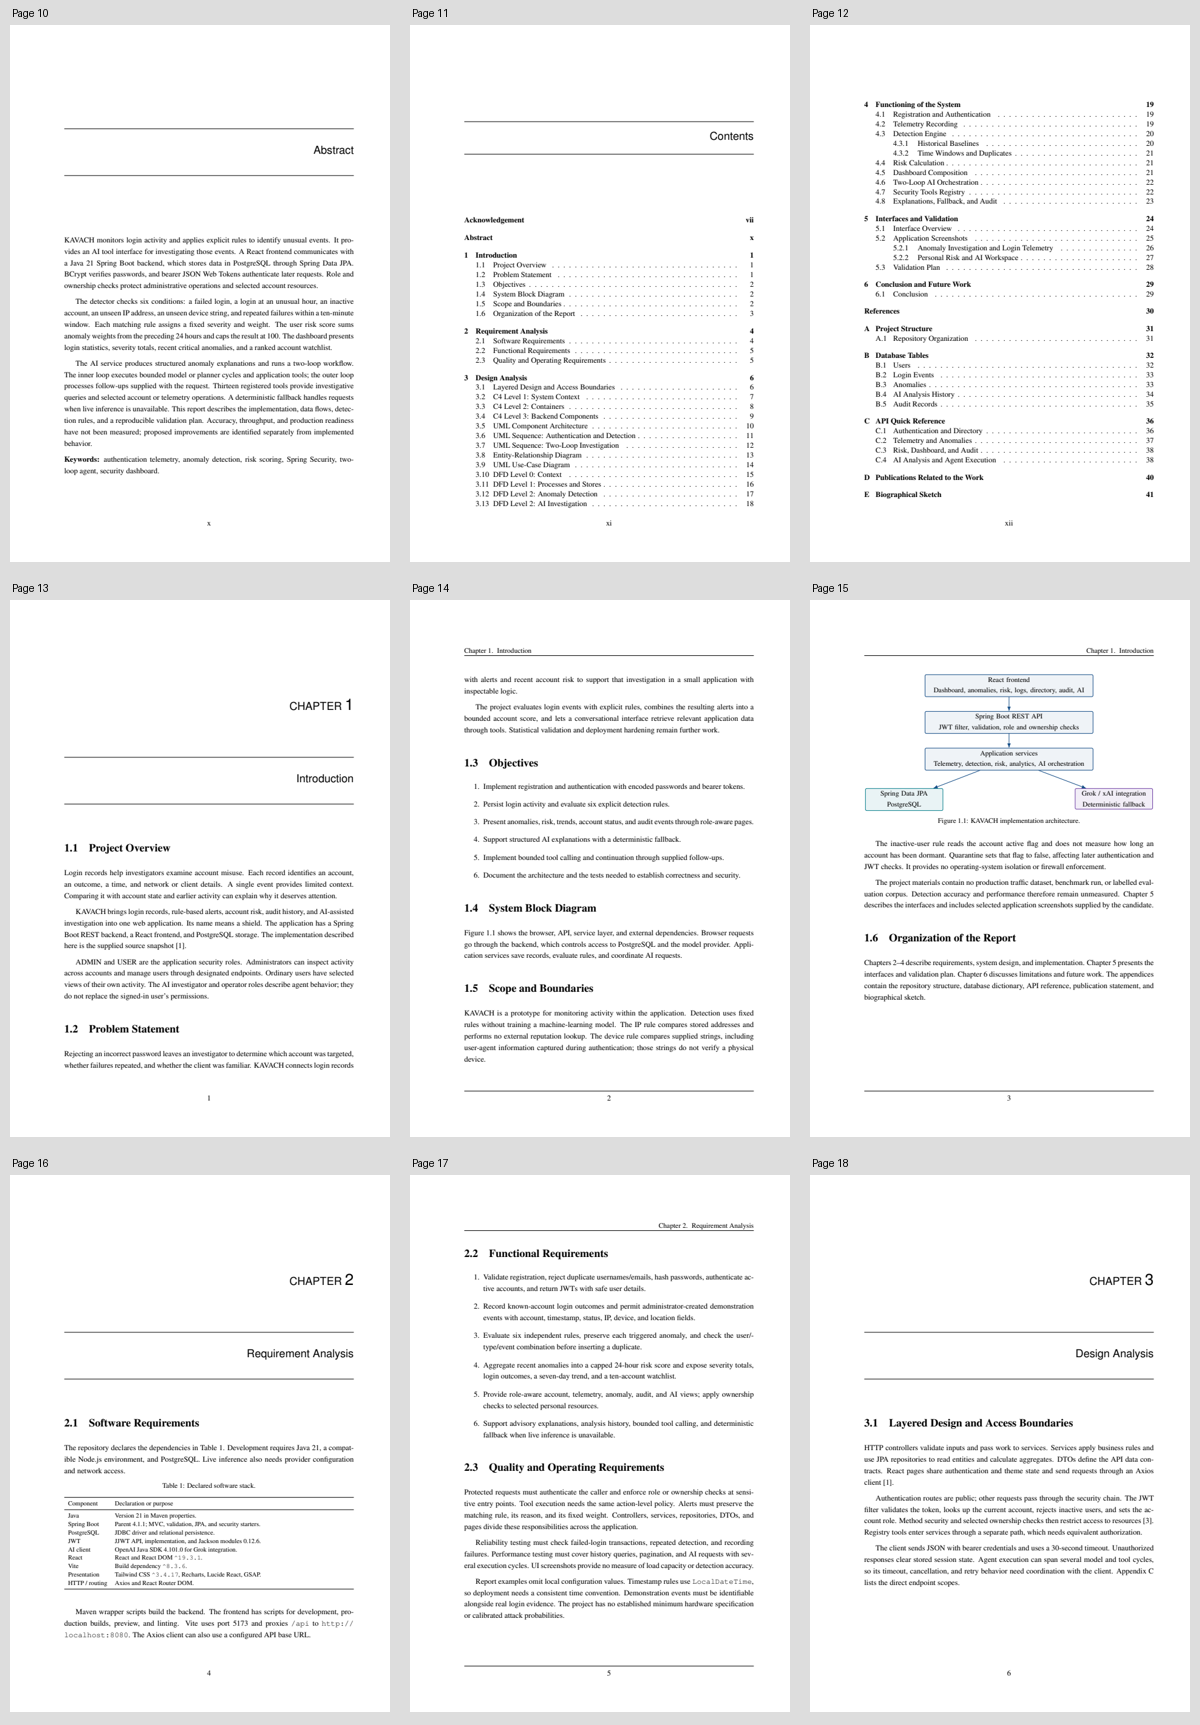 Page 10
Abstract
KAVACH monitors login activity and applies explicit rules to identify unusual events. It pro-
vides an AI tool interface for investigating those events. A React frontend communicates with
a Java 21 Spring Boot backend, which stores data in PostgreSQL through Spring Data JPA.
BCrypt verifies passwords, and bearer JSON Web Tokens authenticate later requests. Role and
ownership checks protect administrative operations and selected account resources.
The detector checks six conditions: a failed login, a login at an unusual hour, an inactive
account, an unseen IP address, an unseen device string, and repeated failures within a ten-minute
window. Each matching rule assigns a fixed severity and weight. The user risk score sums
anomaly weights from the preceding 24 hours and caps the result at 100. The dashboard presents
login statistics, severity totals, recent critical anomalies, and a ranked account watchlist.
The AI service produces structured anomaly explanations and runs a two-loop workflow.
The inner loop executes bounded model or planner cycles and application tools; the outer loop
processes follow-ups supplied with the request. Thirteen registered tools provide investigative
queries and selected account or telemetry operations. A deterministic fallback handles requests
when live inference is unavailable. This report describes the implementation, data flows, detec-
tion rules, and a reproducible validation plan. Accuracy, throughput, and production readiness
have not been measured; proposed improvements are identified separately from implemented
behavior.
Keywords: authentication telemetry, anomaly detection, risk scoring, Spring Security, two-
loop agent, security dashboard.
x
Page 11
Contents
Acknowledgement vii
Abstract x
1 Introduction 1
1.1 Project Overview 1
1.2 Problem Statement 1
1.3 Objectives 2
1.4 System Block Diagram 2
1.5 Scope and Boundaries 2
1.6 Organization of the Report 3
2 Requirement Analysis 4
2.1 Software Requirements 4
2.2 Functional Requirements 5
2.3 Quality and Operating Requirements 5
3 Design Analysis 6
3.1 Layered Design and Access Boundaries 6
3.2 C4 Level 1: System Context 7
3.3 C4 Level 2: Containers 8
3.4 C4 Level 3: Backend Components 9
3.5 UML Component Architecture 10
3.6 UML Sequence: Authentication and Detection 11
3.7 UML Sequence: Two-Loop Investigation 12
3.8 Entity-Relationship Diagram 13
3.9 UML Use-Case Diagram 14
3.10 DFD Level 0: Context 15
3.11 DFD Level 1: Processes and Stores 16
3.12 DFD Level 2: Anomaly Detection 17
3.13 DFD Level 2: AI Investigation 18
xi
Page 12
4 Functioning of the System 19
4.1 Registration and Authentication 19
4.2 Telemetry Recording 19
4.3 Detection Engine 20
4.3.1 Historical Baselines 20
4.3.2 Time Windows and Duplicates 21
4.4 Risk Calculation 21
4.5 Dashboard Composition 21
4.6 Two-Loop AI Orchestration 22
4.7 Security Tools Registry 22
4.8 Explanations, Fallback, and Audit 23
5 Interfaces and Validation 24
5.1 Interface Overview 24
5.2 Application Screenshots 25
5.2.1 Anomaly Investigation and Login Telemetry 26
5.2.2 Personal Risk and AI Workspace 27
5.3 Validation Plan 28
6 Conclusion and Future Work 29
6.1 Conclusion 29
References 30
A Project Structure 31
A.1 Repository Organization 31
B Database Tables 32
B.1 Users 32
B.2 Login Events 33
B.3 Anomalies 33
B.4 AI Analysis History 34
B.5 Audit Records 35
C API Quick Reference 36
C.1 Authentication and Directory 36
C.2 Telemetry and Anomalies 37
C.3 Risk, Dashboard, and Audit 38
C.4 AI Analysis and Agent Execution 38
D Publications Related to the Work 40
E Biographical Sketch 41
xii
Page 13
CHAPTER 1
Introduction
1.1 Project Overview
Login records help investigators examine account misuse. Each record identifies an account,
an outcome, a time, and network or client details. A single event provides limited context.
Comparing it with account state and earlier activity can explain why it deserves attention.
KAVACH brings login records, rule-based alerts, account risk, audit history, and AI-assisted
investigation into one web application. Its name means a shield. The application has a Spring
Boot REST backend, a React frontend, and PostgreSQL storage. The implementation described
here is the supplied source snapshot [1].
ADMIN and USER are the application security roles. Administrators can inspect activity
across accounts and manage users through designated endpoints. Ordinary users have selected
views of their own activity. The AI investigator and operator roles describe agent behavior; they
do not replace the signed-in user's permissions.
1.2 Problem Statement
Rejecting an incorrect password leaves an investigator to determine which account was targeted,
whether failures repeated, and whether the client was familiar. KAVACH connects login records
1
Page 14
Chapter 1. Introduction
with alerts and recent account risk to support that investigation in a small application with
inspectable logic.
The project evaluates login events with explicit rules, combines the resulting alerts into a
bounded account score, and lets a conversational interface retrieve relevant application data
through tools. Statistical validation and deployment hardening remain further work.
1.3 Objectives
1. Implement registration and authentication with encoded passwords and bearer tokens.
2. Persist login activity and evaluate six explicit detection rules.
3. Present anomalies, risk, trends, account status, and audit events through role-aware pages.
4. Support structured AI explanations with a deterministic fallback.
5. Implement bounded tool calling and continuation through supplied follow-ups.
6. Document the architecture and the tests needed to establish correctness and security.
1.4 System Block Diagram
Figure 1.1 shows the browser, API, service layer, and external dependencies. Browser requests
go through the backend, which controls access to PostgreSQL and the model provider. Appli-
cation services save records, evaluate rules, and coordinate AI requests.
1.5 Scope and Boundaries
KAVACH is a prototype for monitoring activity within the application. Detection uses fixed
rules without training a machine-learning model. The IP rule compares stored addresses and
performs no external reputation lookup. The device rule compares supplied strings, including
user-agent information captured during authentication; those strings do not verify a physical
device.
2
Page 15
Chapter 1. Introduction
React frontend
Dashboard, anomalies, risk, logs, directory, audit, AI
Spring Boot REST API
JWT filter, validation, role and ownership checks
Application services
Telemetry, detection, risk, analytics, AI orchestration
Spring Data JPA
PostgreSQL
Grok / xAI integration
Deterministic fallback
Figure 1.1: KAVACH implementation architecture.
The inactive-user rule reads the account active flag and does not measure how long an
account has been dormant. Quarantine sets that flag to false, affecting later authentication and
JWT checks. It provides no operating-system isolation or firewall enforcement.
The project materials contain no production traffic dataset, benchmark run, or labelled eval-
uation corpus. Detection accuracy and performance therefore remain unmeasured. Chapter 5
describes the interfaces and includes selected application screenshots supplied by the candidate.
1.6 Organization of the Report
Chapters 2–4 describe requirements, system design, and implementation. Chapter 5 presents the
interfaces and validation plan. Chapter 6 discusses limitations and future work. The appendices
contain the repository structure, database dictionary, API reference, publication statement, and
biographical sketch.
3
Page 16
CHAPTER 2
Requirement Analysis
2.1 Software Requirements
The repository declares the dependencies in Table 1. Development requires Java 21, a compat-
ible Node.js environment, and PostgreSQL. Live inference also needs provider configuration
and network access.
Table 1: Declared software stack.
Component Declaration or purpose
Java Version 21 in Maven properties.
Spring Boot Parent 4.1.1; MVC, validation, JPA, and security starters.
PostgreSQL JDBC driver and relational persistence.
JWT JJWT API, implementation, and Jackson modules 0.12.6.
AI client OpenAI Java SDK 4.101.0 for Grok integration.
React React and React DOM ^19.3.1.
Vite Build dependency ^8.3.6.
Presentation Tailwind CSS ^3.4.17, Recharts, Lucide React, GSAP.
HTTP / routing Axios and React Router DOM.
Maven wrapper scripts build the backend. The frontend has scripts for development, pro-
duction builds, preview, and linting. Vite uses port 5173 and proxies /api to http://
localhost:8080. The Axios client can also use a configured API base URL.
4
Page 17
Chapter 2. Requirement Analysis
2.2 Functional Requirements
1. Validate registration, reject duplicate usernames/emails, hash passwords, authenticate ac-
tive accounts, and return JWTs with safe user details.
2. Record known-account login outcomes and permit administrator-created demonstration
events with account, timestamp, status, IP, device, and location fields.
3. Evaluate six independent rules, preserve each triggered anomaly, and check the user/-
type/event combination before inserting a duplicate.
4. Aggregate recent anomalies into a capped 24-hour risk score and expose severity totals,
login outcomes, a seven-day trend, and a ten-account watchlist.
5. Provide role-aware account, telemetry, anomaly, audit, and AI views; apply ownership
checks to selected personal resources.
6. Support advisory explanations, analysis history, bounded tool calling, and deterministic
fallback when live inference is unavailable.
2.3 Quality and Operating Requirements
Protected requests must authenticate the caller and enforce role or ownership checks at sensi-
tive entry points. Tool execution needs the same action-level policy. Alerts must preserve the
matching rule, its reason, and its fixed weight. Controllers, services, repositories, DTOs, and
pages divide these responsibilities across the application.
Reliability testing must check failed-login transactions, repeated detection, and recording
failures. Performance testing must cover history queries, pagination, and AI requests with sev-
eral execution cycles. UI screenshots provide no measure of load capacity or detection accuracy.
Report examples omit local configuration values. Timestamp rules use LocalDateTime,
so deployment needs a consistent time convention. Demonstration events must be identifiable
alongside real login evidence. The project has no established minimum hardware specification
or calibrated attack probabilities.
5
Page 18
CHAPTER 3
Design Analysis
3.1 Layered Design and Access Boundaries
HTTP controllers validate inputs and pass work to services. Services apply business rules and
use JPA repositories to read entities and calculate aggregates. DTOs define the API data con-
tracts. React pages share authentication and theme state and send requests through an Axios
client [1].
Authentication routes are public; other requests pass through the security chain. The JWT
filter validates the token, looks up the current account, rejects inactive users, and sets the ac-
count role. Method security and selected ownership checks then restrict access to resources [3].
Registry tools enter services through a separate path, which needs equivalent authorization.
The client sends JSON with bearer credentials and uses a 30-second timeout. Unauthorized
responses clear stored session state. Agent execution can span several model and tool cycles,
so its timeout, cancellation, and retry behavior need coordination with the client. Appendix C
lists the direct endpoint scopes.
6